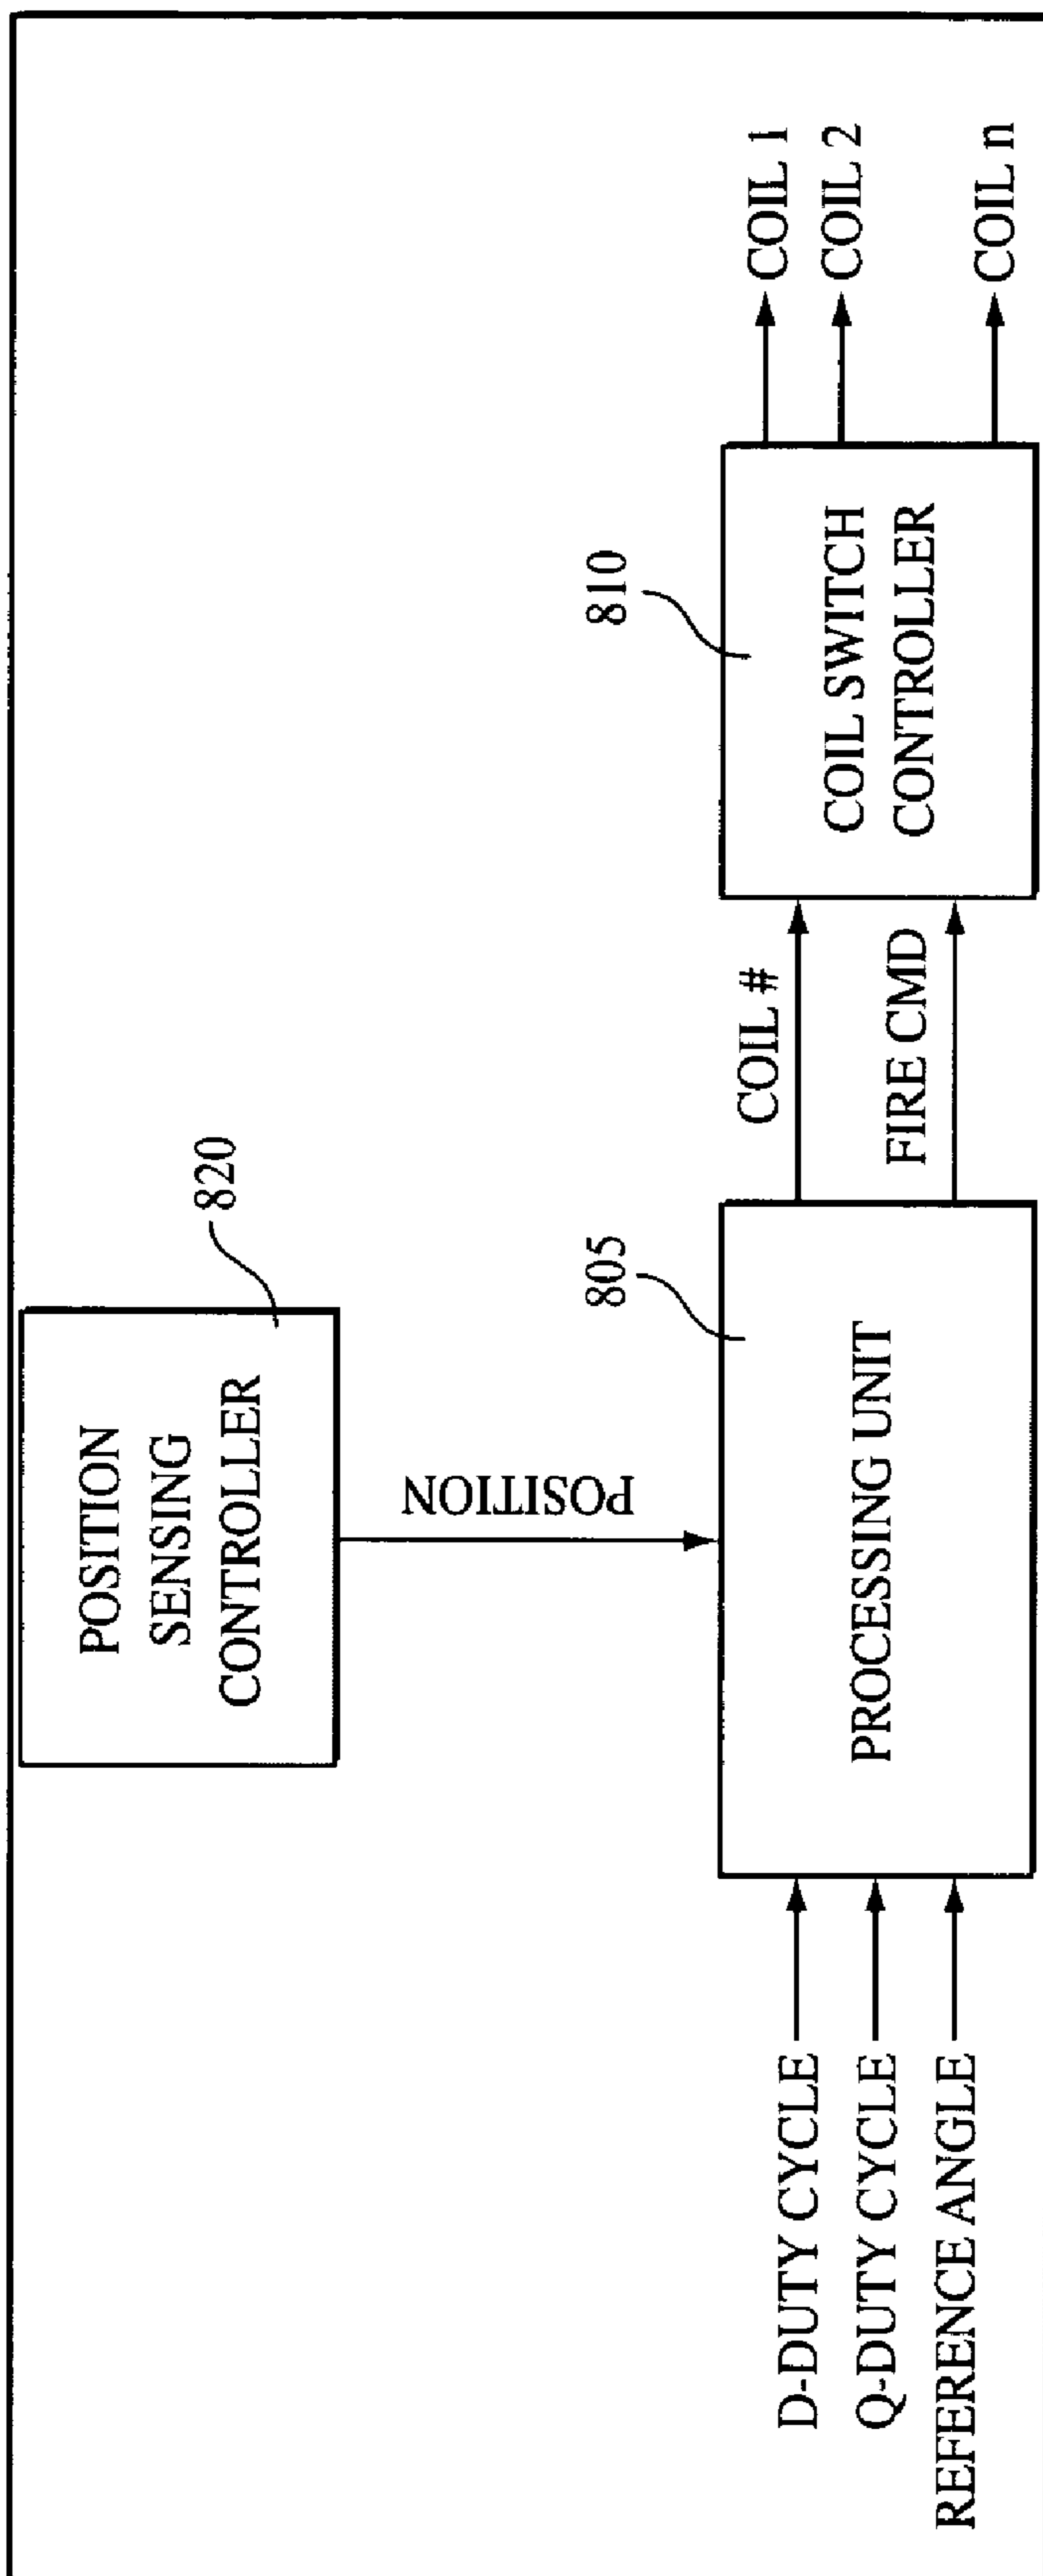 POSITION
SENSING
CONTROLLER
820
POSITION
805
810
D-DUTY CYCLE
Q-DUTY CYCLE
REFERENCE ANGLE
PROCESSING UNIT
COIL #
FIRE CMD
COIL SWITCH
CONTROLLER
COIL 1
COIL 2
COIL n